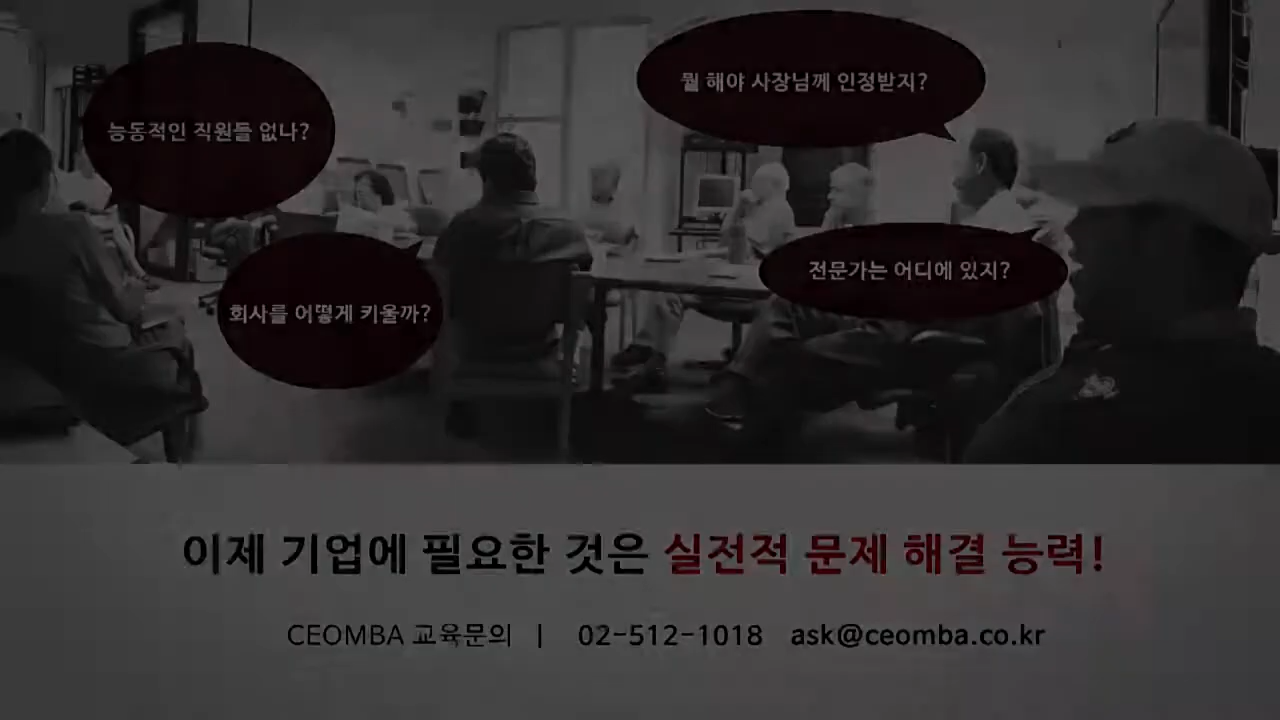 뭘 해야 사장님께 인정받지?
능동적인 직원들 없나?
전문가는 어디에 있지?
회사를 어떻게 키울까?
이제 기업에 필요한 것은 실전적 문제 해결 능력!
CEOMBA 교육문의 | 02-512-1018 ask@ceomba.co.kr